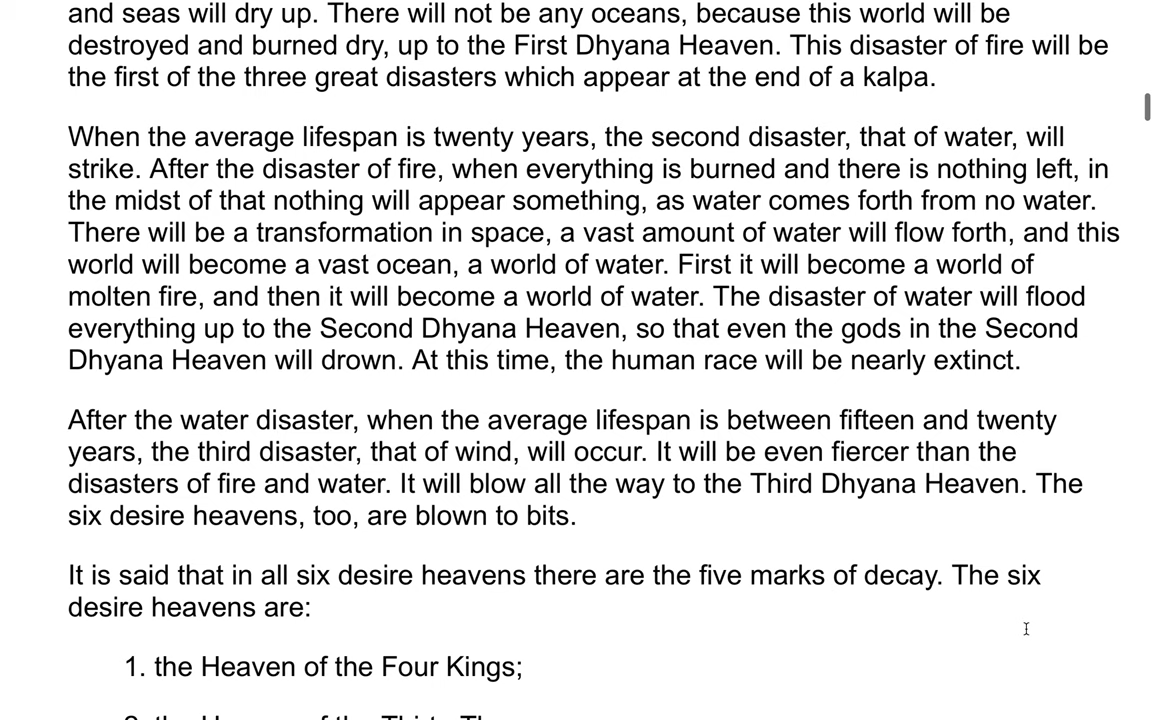 and seas will dry up. There will not be any oceans, because this world will be
destroyed and burned dry, up to the First Dhyana Heaven. This disaster of fire will be
the first of the three great disasters which appear at the end of a kalpa.
When the average lifespan is twenty years, the second disaster, that of water, will
strike. After the disaster of fire, when everything is burned and there is nothing left, in
the midst of that nothing will appear something, as water comes forth from no water.
There will be a transformation in space, a vast amount of water will flow forth, and this
world will become a vast ocean, a world of water. First it will become a world of
molten fire, and then it will become a world of water. The disaster of water will flood
everything up to the Second Dhyana Heaven, so that even the gods in the Second
Dhyana Heaven will drown. At this time, the human race will be nearly extinct.
After the water disaster, when the average lifespan is between fifteen and twenty
years, the third disaster, that of wind, will occur. It will be even fiercer than the
disasters of fire and water. It will blow all the way to the Third Dhyana Heaven. The
six desire heavens, too, are blown to bits.
It is said that in all six desire heavens there are the five marks of decay. The six
desire heavens are:
1. the Heaven of the Four Kings;